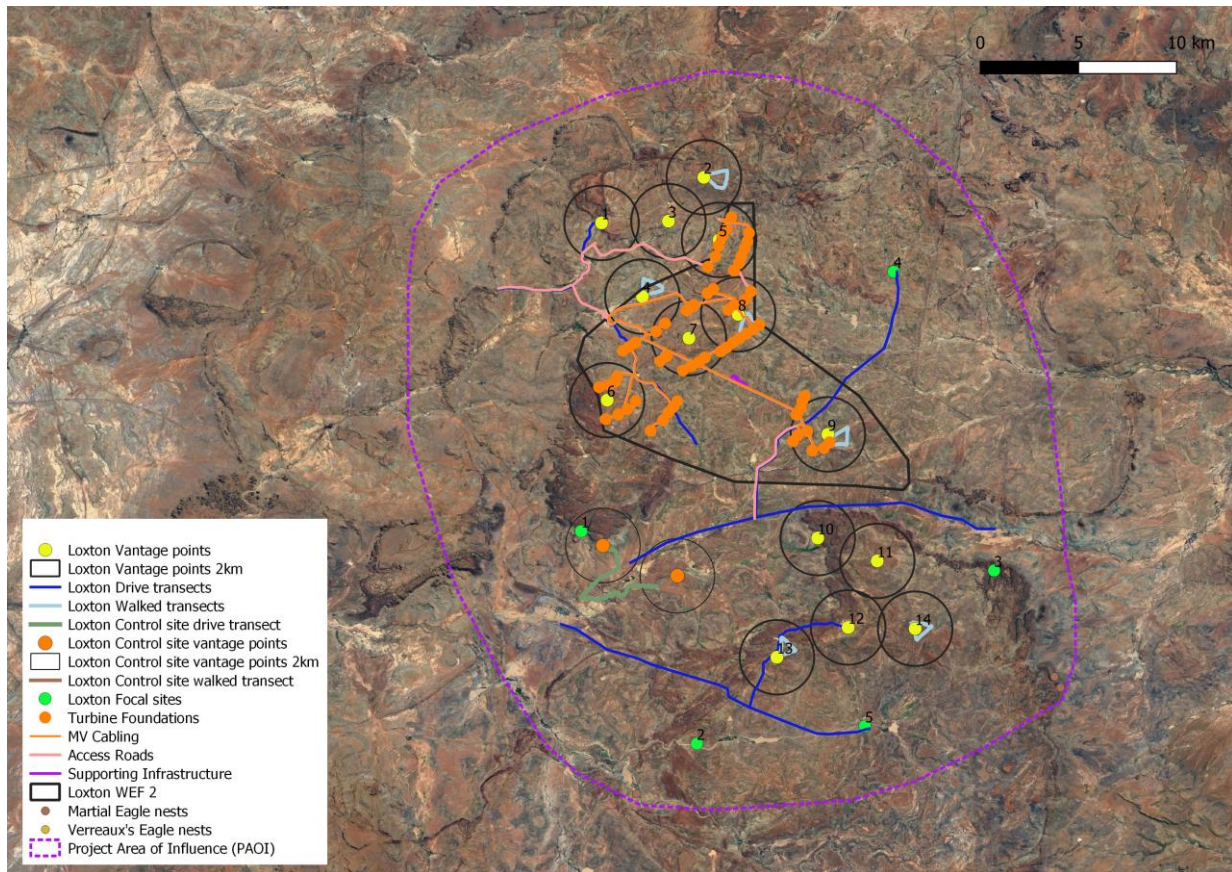 0 5 10 km
2
1
3
5
4
4
8
7
6
9
1
10
11
3
12
14
13
5
2
Loxton Vantage points
Loxton Vantage points 2km
Loxton Drive transects
Loxton Walked transects
Loxton Control site drive transect
Loxton Control site vantage points
Loxton Control site vantage points 2km
Loxton Control site walked transect
Loxton Focal sites
Turbine Foundations
MV Cabling
Access Roads
Supporting Infrastructure
Loxton WEF 2
Martial Eagle nests
Verreaux's Eagle nests
Project Area of Influence (PAOI)